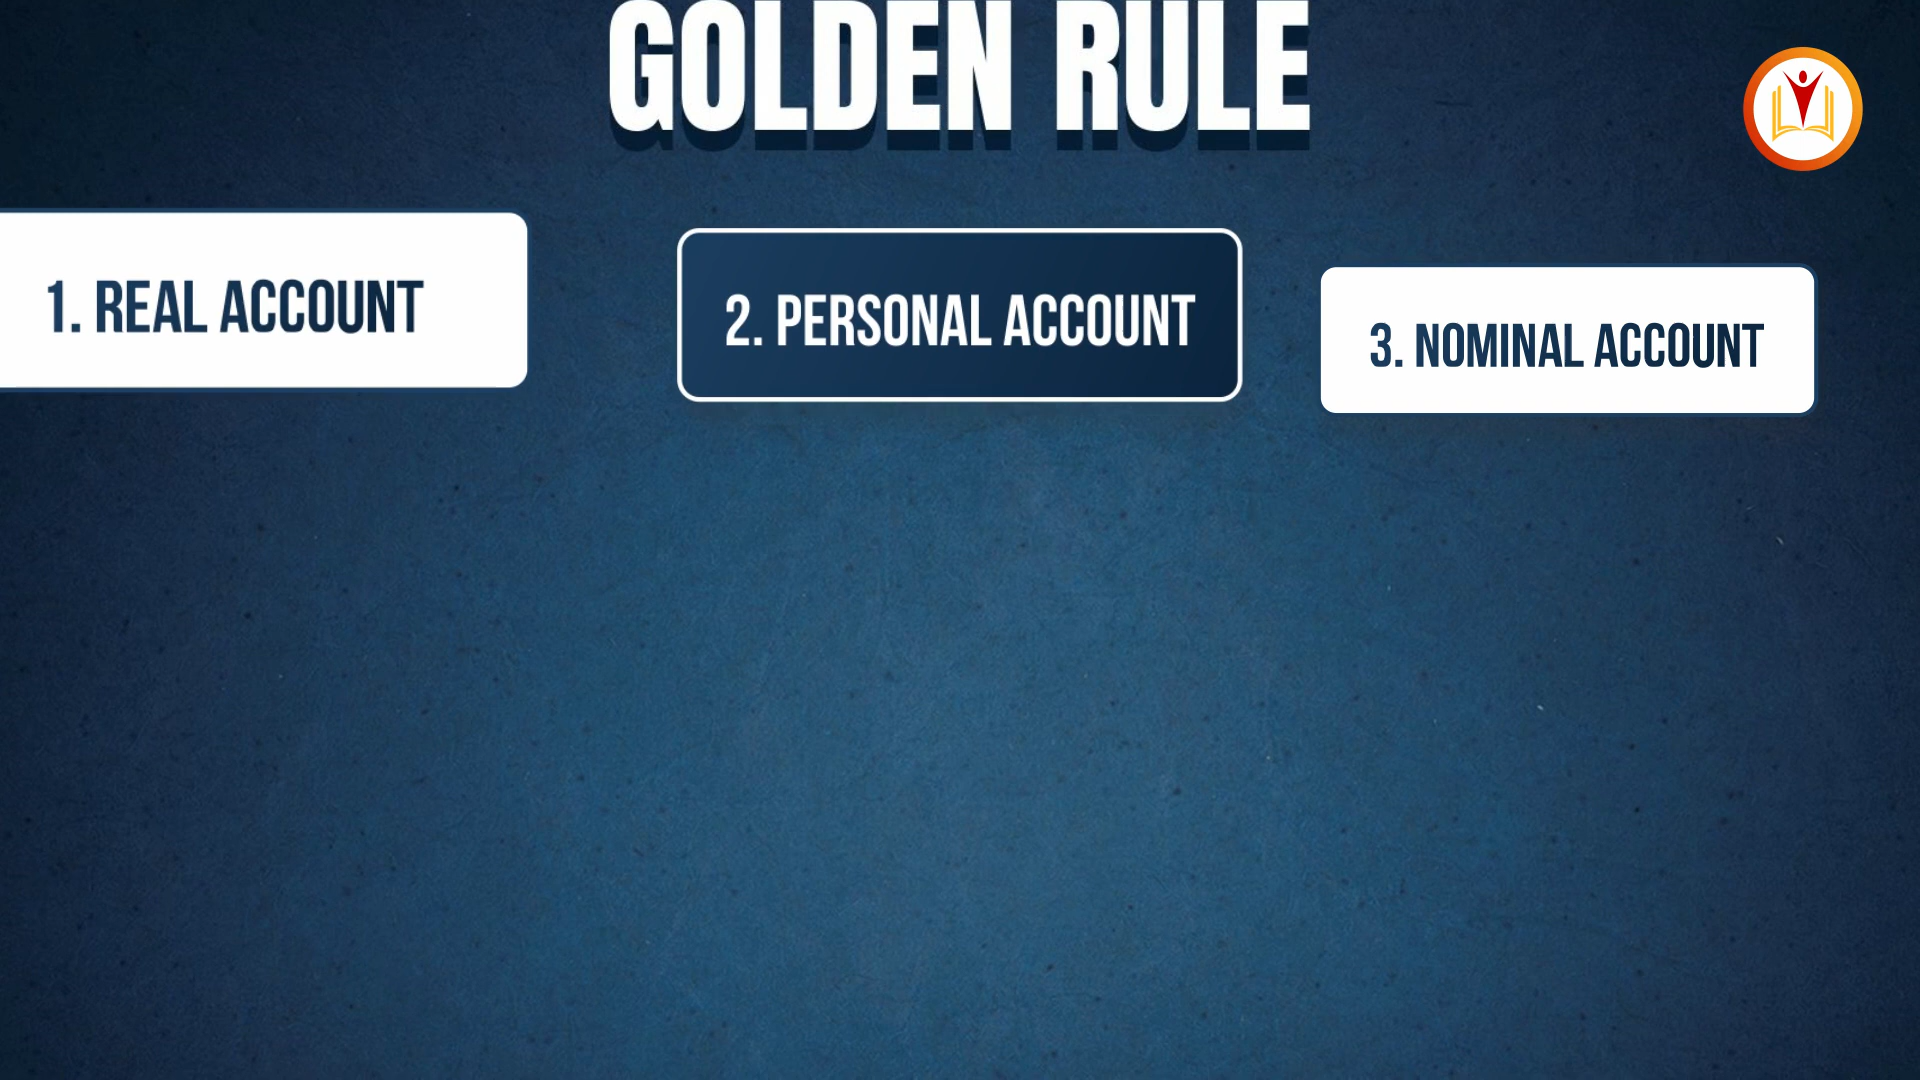 GOLDEN RULE
1. REAL ACCOUNT
2. PERSONAL ACCOUNT
3. NOMINAL ACCOUNT